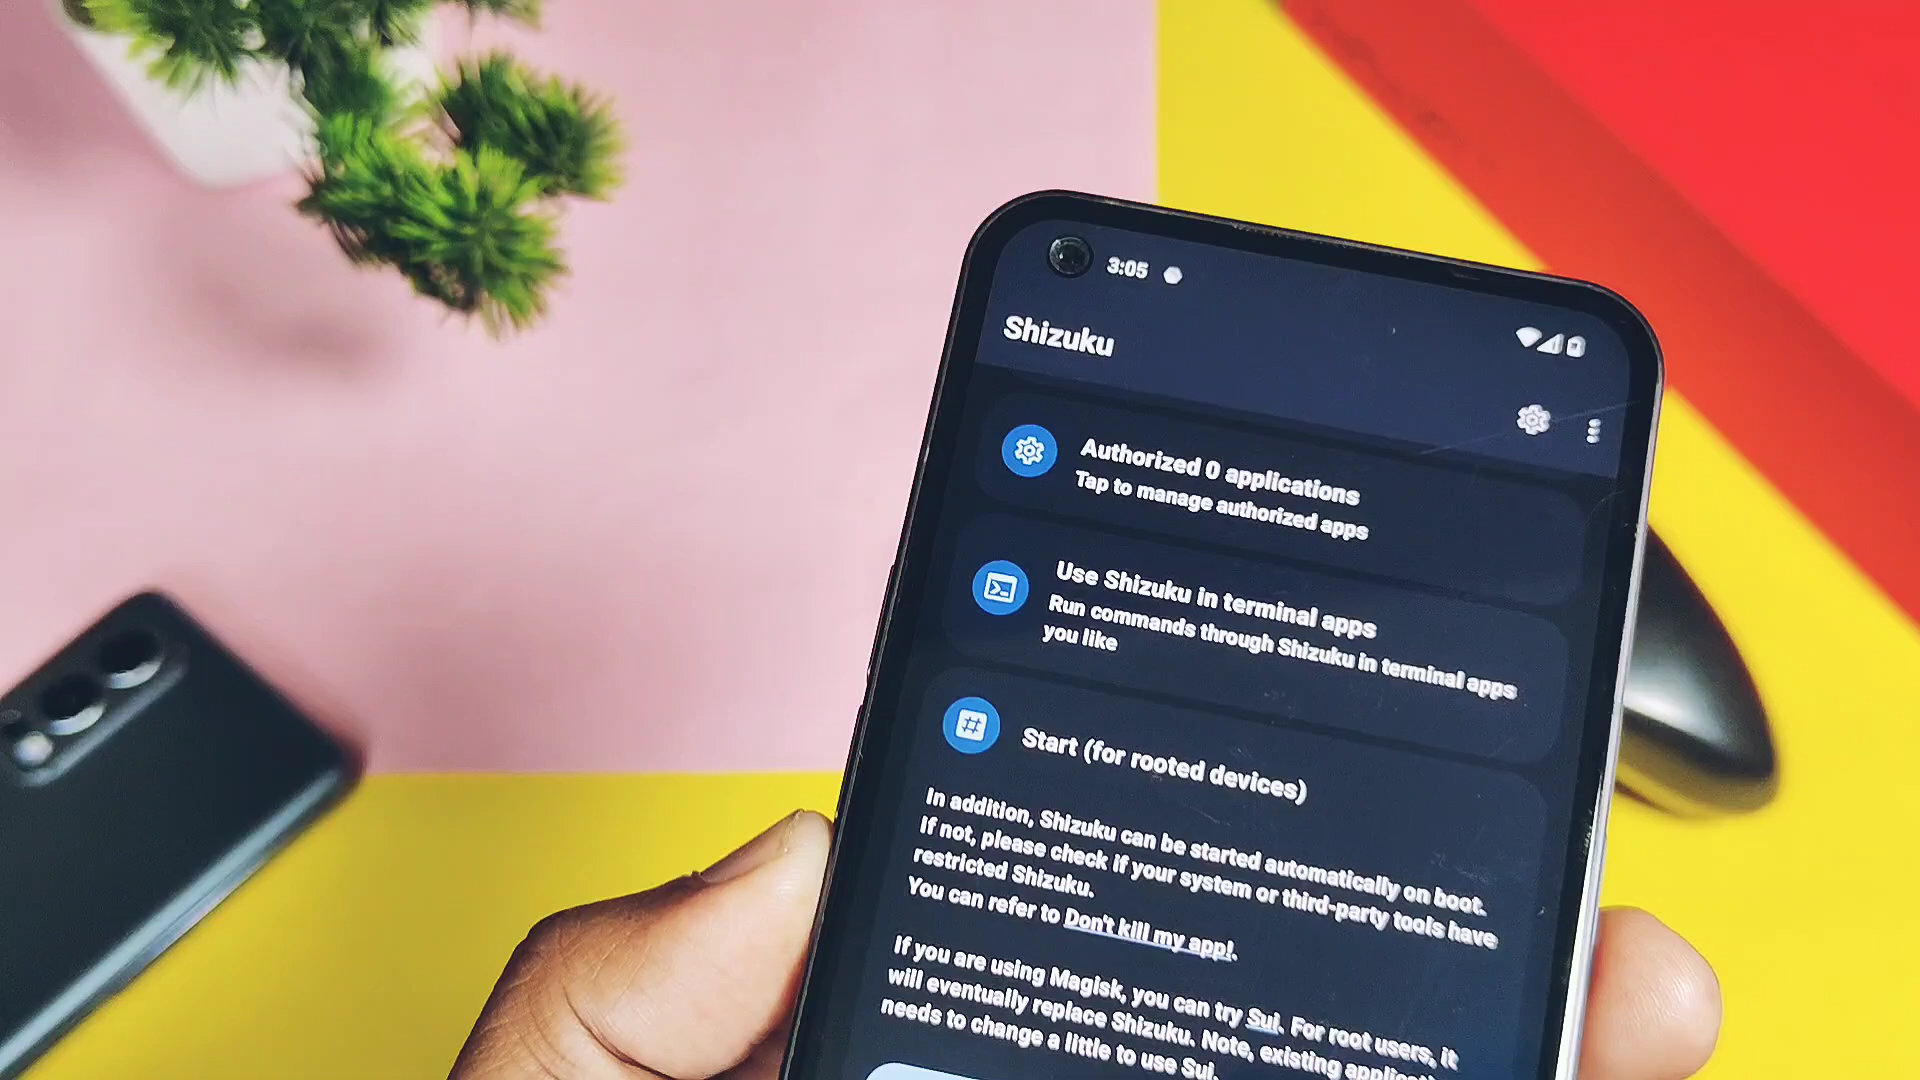 3:05
Shizuku
Authorized 0 applications
Tap to manage authorized apps
Use Shizuku in terminal apps
Run commands through Shizuku in terminal apps
you like
Start (for rooted devices)
In addition, Shizuku can be started automatically on boot.
If not, please check if your system or third-party tools have
restricted Shizuku.
You can refer to Don't kill my app!.
If you are using Magisk, you can try Sui. For root users, it
will eventually replace Shizuku. Note, existing
needs to change a little to use Sui.